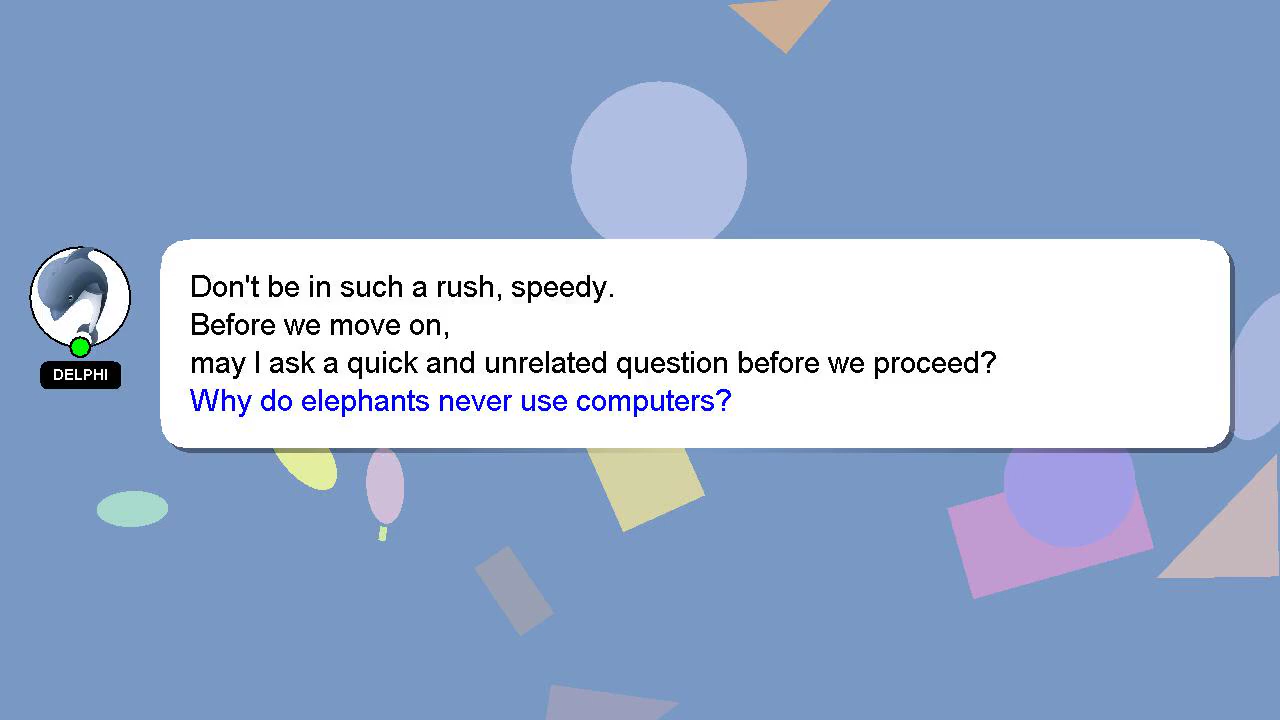 Don't be in such a rush, speedy.
Before we move on,
may I ask a quick and unrelated question before we proceed?
Why do elephants never use computers?
DELPHI